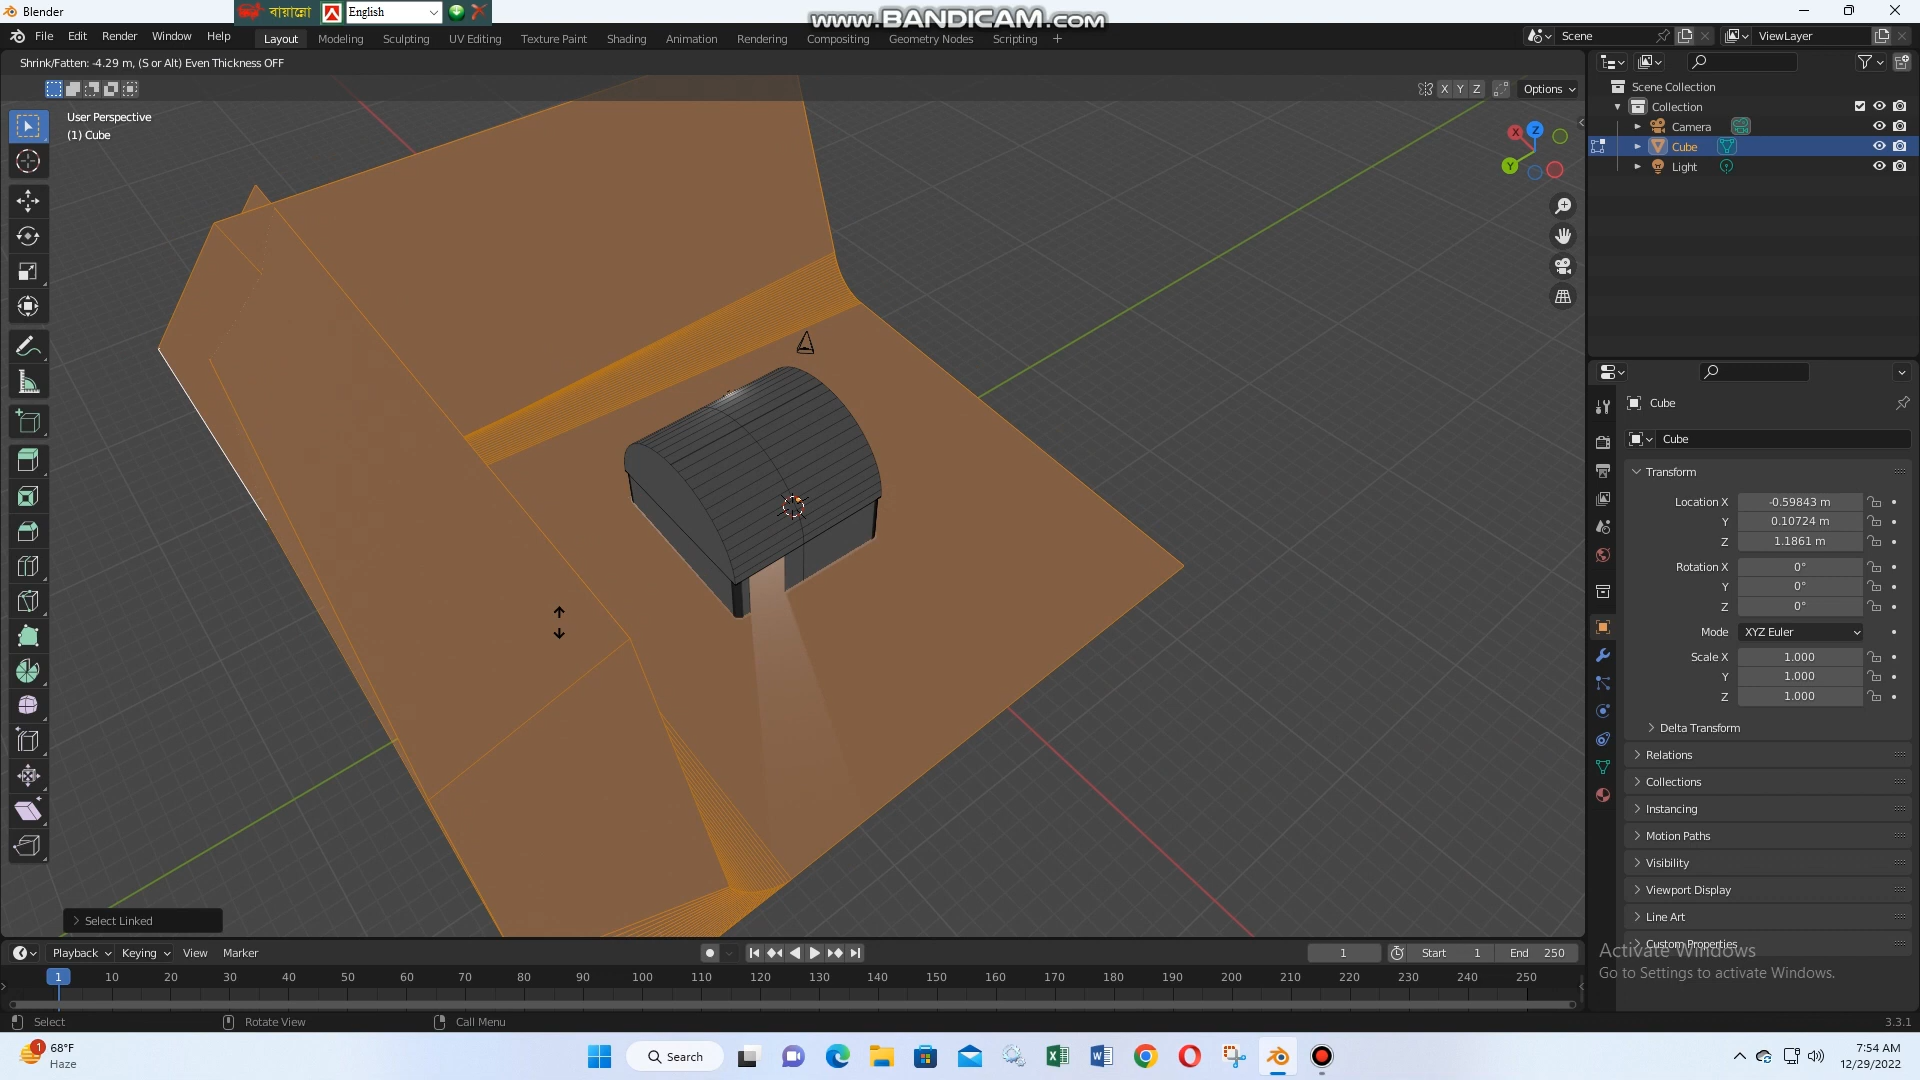 Blender
বায়ান্নো
English
www.BANDICAM.com
File Edit Render Window Help
Layout Modeling Sculpting UV Editing Texture Paint Shading Animation Rendering Compositing Geometry Nodes Scripting +
Scene
ViewLayer
Shrink/Fatten: -4.29 m, (S or Alt) Even Thickness OFF
X Y Z
Options
User Perspective
(1) Cube
X Z
Y
Scene Collection
Collection
Camera
Cube
Light
Cube
Cube
Transform
Location X -0.59843 m
Y 0.10724 m
Z 1.1861 m
Rotation X 0°
Y 0°
Z 0°
Mode XYZ Euler
Scale X 1.000
Y 1.000
Z 1.000
Delta Transform
Relations
Collections
Instancing
Motion Paths
Visibility
Viewport Display
Line Art
Custom Properties
Activate Windows
Go to Settings to activate Windows.
Select Linked
Playback Keying View Marker
1 Start 1 End 250
1 10 20 30 40 50 60 70 80 90 100 110 120 130 140 150 160 170 180 190 200 210 220 230 240 250
Select Rotate View Call Menu
3.3.1
1 68°F
Haze
Search
7:54 AM
12/29/2022